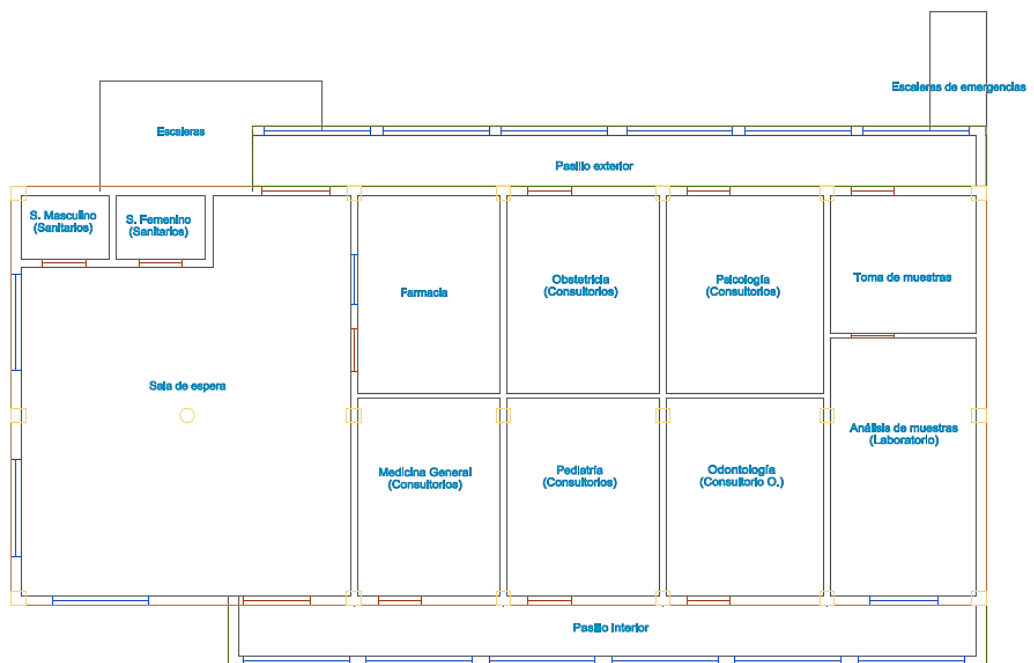 Escaleras de emergencias
Escaleras
Pasillo exterior
S. Masculino
(Sanitarios)
S. Femenino
(Sanitarios)
Farmacia
Obstetricia
(Consultorios)
Psicología
(Consultorios)
Toma de muestras
Sala de espera
Medicina General
(Consultorios)
Pediatría
(Consultorios)
Odontología
(Consultorio O.)
Análisis de muestras
(Laboratorio)
Pasillo Interior